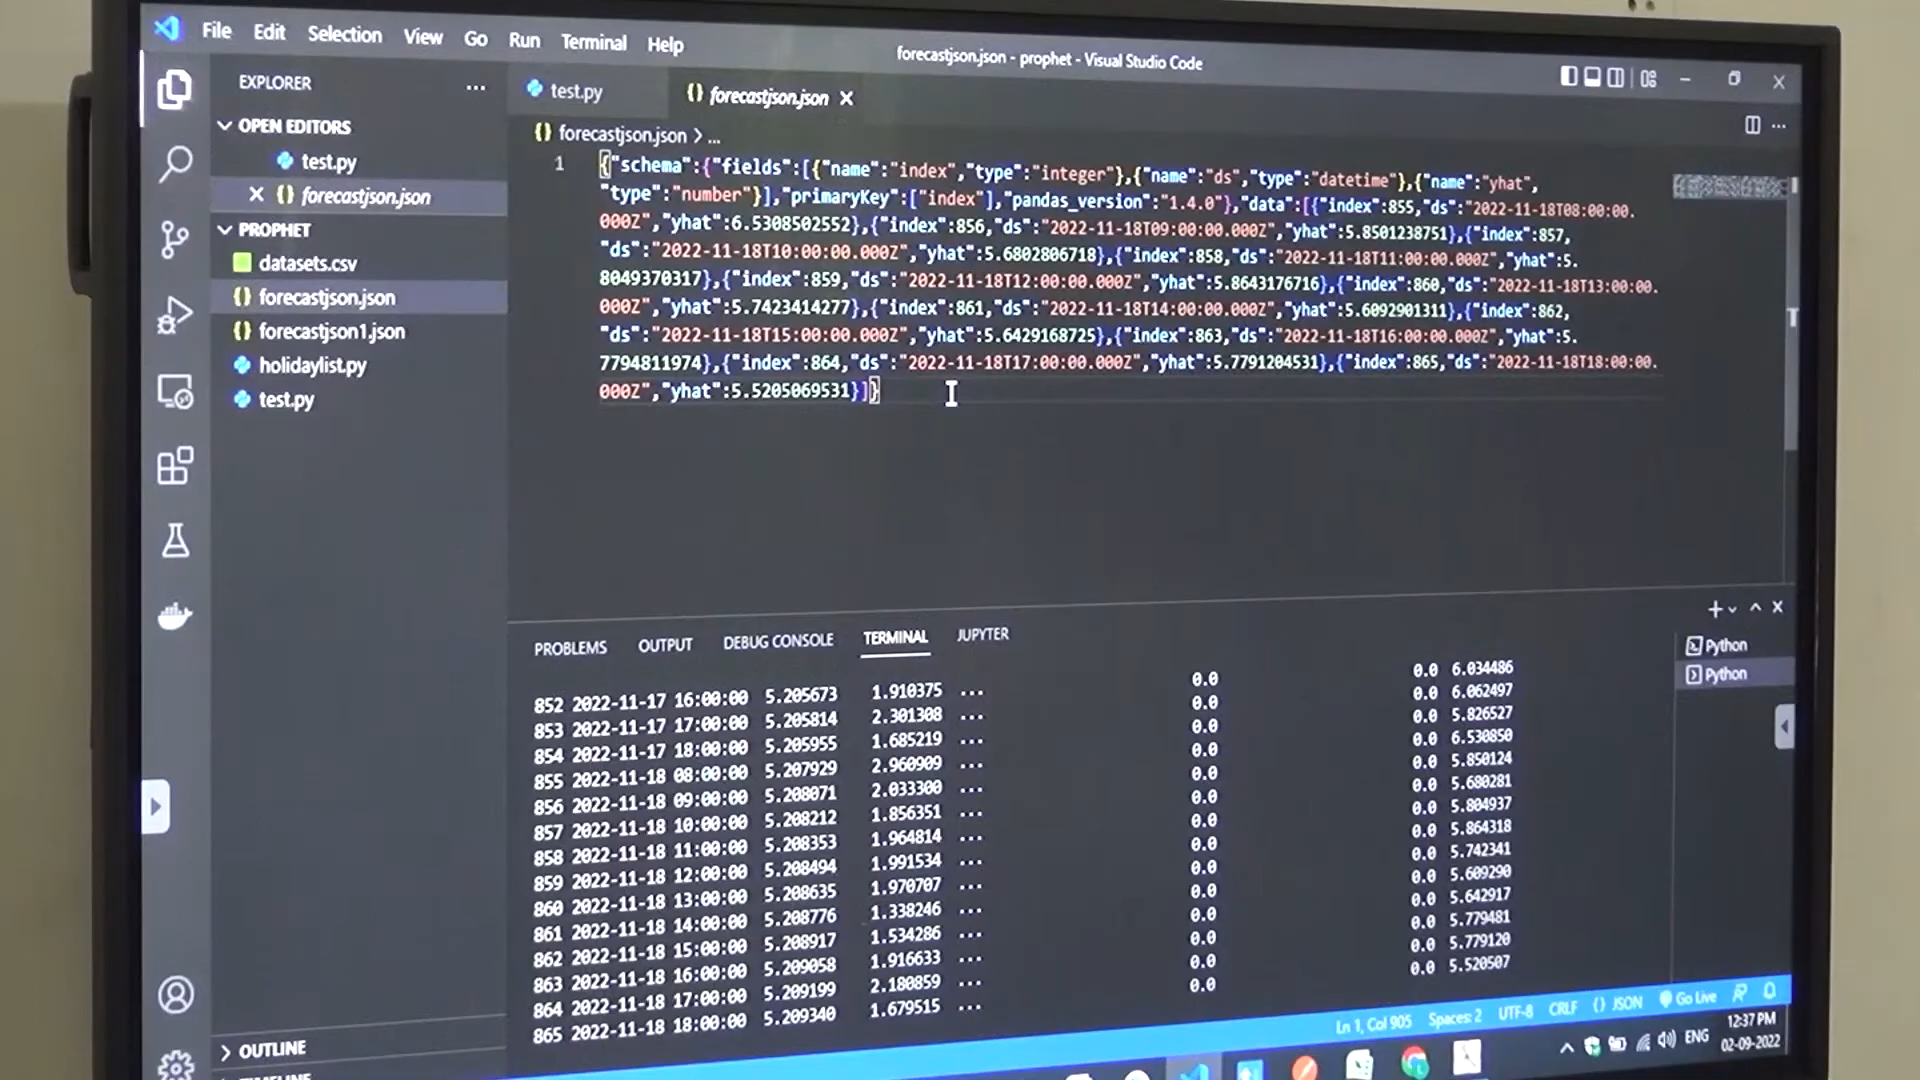 File Edit Selection View Go Run Terminal Help
forecastjson.json - prophet - Visual Studio Code
EXPLORER
OPEN EDITORS
test.py
forecastjson.json
PROPHET
datasets.csv
forecastjson.json
forecastjson1.json
holidaylist.py
test.py
OUTLINE
test.py
forecastjson.json
forecastjson.json > ...
1
{"schema":{"fields":[{"name":"index","type":"integer"},{"name":"ds","type":"datetime"},{"name":"yhat",
"type":"number"}],"primaryKey":["index"],"pandas_version":"1.4.0"},"data":[{"index":855,"ds":"2022-11-18T08:00:00.
000Z","yhat":6.5308502552},{"index":856,"ds":"2022-11-18T09:00:00.000Z","yhat":5.8501238751},{"index":857,
"ds":"2022-11-18T10:00:00.000Z","yhat":5.6802806718},{"index":858,"ds":"2022-11-18T11:00:00.000Z","yhat":5.
8049370317},{"index":859,"ds":"2022-11-18T12:00:00.000Z","yhat":5.8643176716},{"index":860,"ds":"2022-11-18T13:00:00.
000Z","yhat":5.7423414277},{"index":861,"ds":"2022-11-18T14:00:00.000Z","yhat":5.6092901311},{"index":862,
"ds":"2022-11-18T15:00:00.000Z","yhat":5.6429168725},{"index":863,"ds":"2022-11-18T16:00:00.000Z","yhat":5.
7794811974},{"index":864,"ds":"2022-11-18T17:00:00.000Z","yhat":5.7791204531},{"index":865,"ds":"2022-11-18T18:00:00.
000Z","yhat":5.5205069531}]}
PROBLEMS OUTPUT DEBUG CONSOLE TERMINAL JUPYTER
Python
Python
852 2022-11-17 16:00:00 5.205673 1.910375 ... 0.0 0.0 6.034486
853 2022-11-17 17:00:00 5.205814 2.301308 ... 0.0 0.0 6.062497
854 2022-11-17 18:00:00 5.205955 1.685219 ... 0.0 0.0 5.826527
855 2022-11-18 08:00:00 5.207929 2.960909 ... 0.0 0.0 6.530850
856 2022-11-18 09:00:00 5.208071 2.033300 ... 0.0 0.0 5.850124
857 2022-11-18 10:00:00 5.208212 1.856351 ... 0.0 0.0 5.680281
858 2022-11-18 11:00:00 5.208353 1.964814 ... 0.0 0.0 5.804937
859 2022-11-18 12:00:00 5.208494 1.991534 ... 0.0 0.0 5.864318
860 2022-11-18 13:00:00 5.208635 1.970707 ... 0.0 0.0 5.742341
861 2022-11-18 14:00:00 5.208776 1.338246 ... 0.0 0.0 5.609290
862 2022-11-18 15:00:00 5.208917 1.534286 ... 0.0 0.0 5.642917
863 2022-11-18 16:00:00 5.209058 1.916633 ... 0.0 0.0 5.779481
864 2022-11-18 17:00:00 5.209199 2.180859 ... 0.0 0.0 5.779120
865 2022-11-18 18:00:00 5.209340 1.679515 ... 0.0 0.0 5.520507
Ln 1, Col 905 Spaces: 2 UTF-8 CRLF {} JSON Go Live
ENG
12:37 PM
02-09-2022